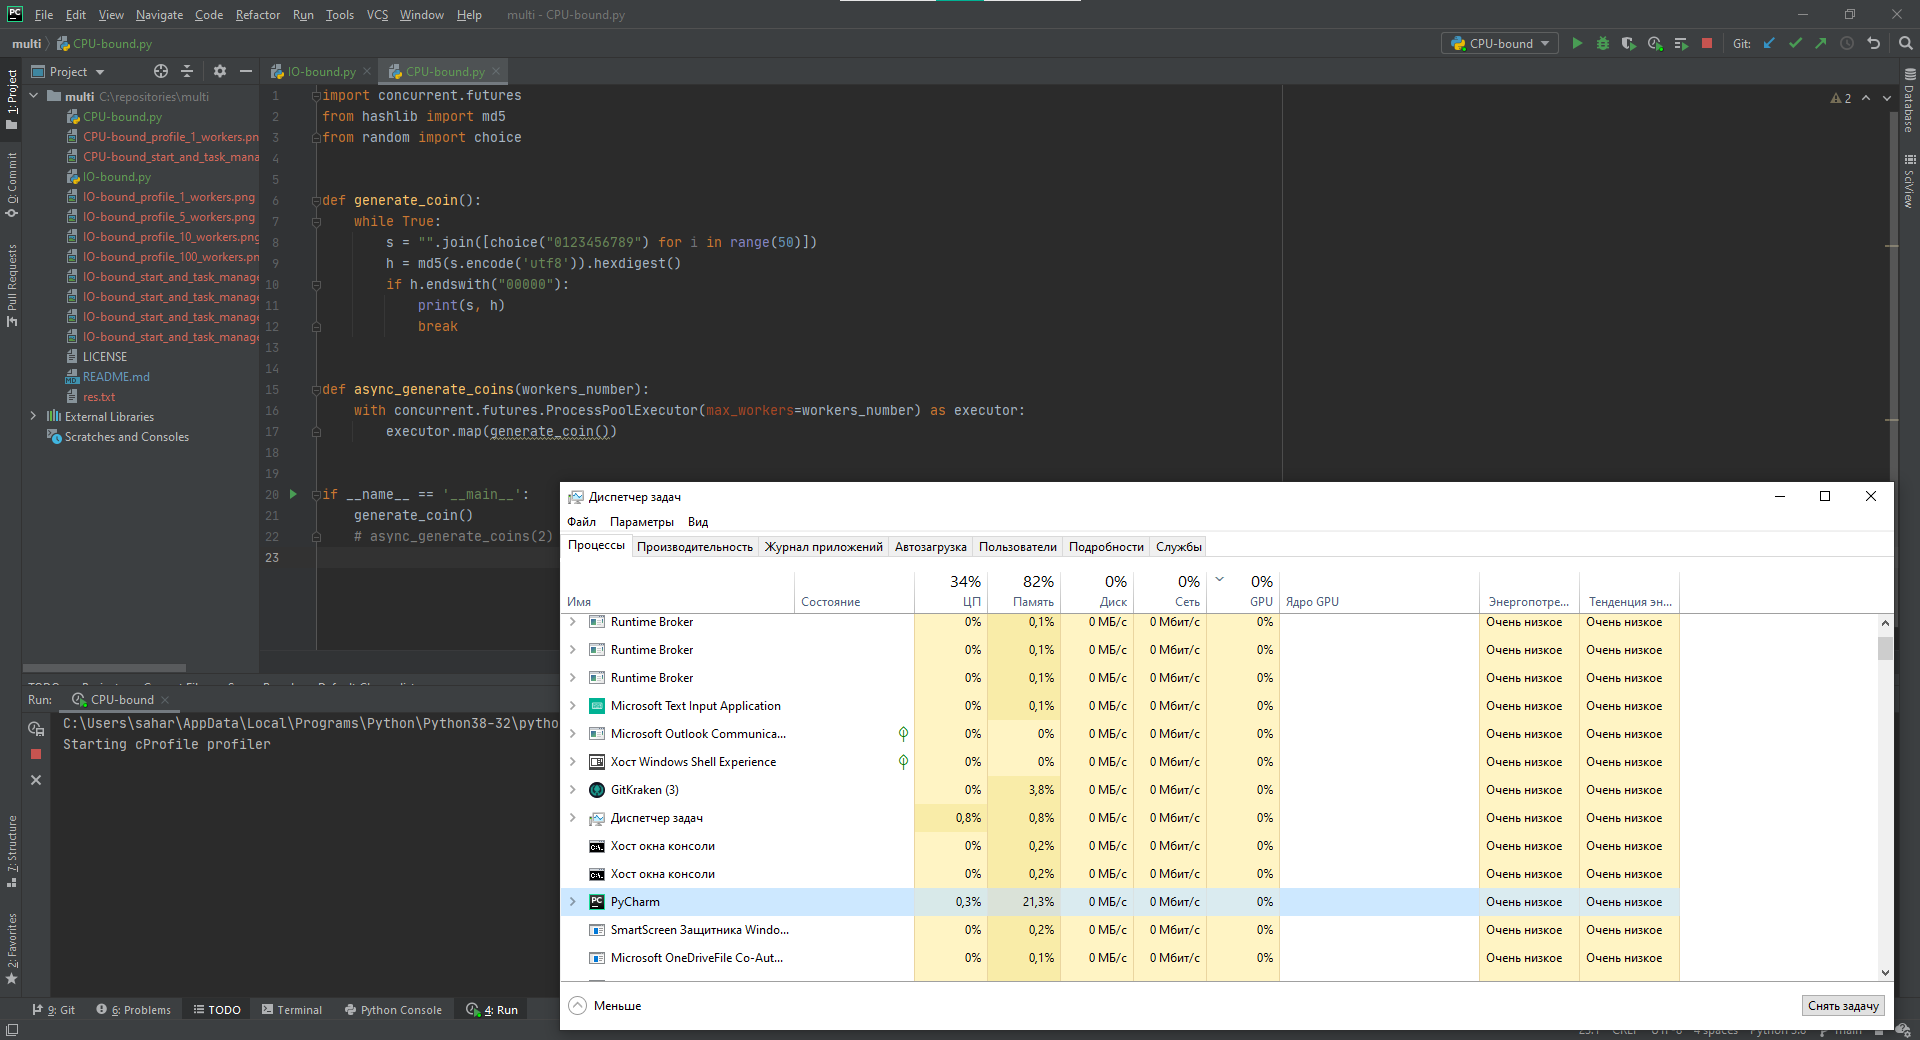 File Edit View Navigate Code Refactor Run Tools VCS Window Help multi - CPU-bound.py
multi CPU-bound.py
CPU-bound Git:
Project
IO-bound.py CPU-bound.py
multi C:\repositories\multi
CPU-bound.py
CPU-bound_profile_1_workers.pn
CPU-bound_start_and_task_mana
IO-bound.py
IO-bound_profile_1_workers.png
IO-bound_profile_5_workers.png
IO-bound_profile_10_workers.png
IO-bound_profile_100_workers.pn
IO-bound_start_and_task_manage
IO-bound_start_and_task_manage
IO-bound_start_and_task_manage
IO-bound_start_and_task_manage
LICENSE
README.md
res.txt
External Libraries
Scratches and Consoles
1: Project
0: Commit
Pull Requests
7: Structure
2: Favorites
Database
SciView
2
1 import concurrent.futures
2 from hashlib import md5
3 from random import choice
4
5
6 def generate_coin():
7 while True:
8 s = "".join([choice("0123456789") for i in range(50)])
9 h = md5(s.encode('utf8')).hexdigest()
10 if h.endswith("00000"):
11 print(s, h)
12 break
13
14
15 def async_generate_coins(workers_number):
16 with concurrent.futures.ProcessPoolExecutor(max_workers=workers_number) as executor:
17 executor.map(generate_coin())
18
19
20 if __name__ == '__main__':
21 generate_coin()
22 # async_generate_coins(2)
23
Run: CPU-bound
C:\Users\sahar\AppData\Local\Programs\Python\Python38-32\python
Starting cProfile profiler
9: Git 6: Problems TODO Terminal Python Console 4: Run
Диспетчер задач
Файл Параметры Вид
Процессы Производительность Журнал приложений Автозагрузка Пользователи Подробности Службы
34% 82% 0% 0% 0%
Имя Состояние ЦП Память Диск Сеть GPU Ядро GPU Энергопотре... Тенденция эн...
Runtime Broker 0% 0,1% 0 МБ/с 0 Мбит/с 0% Очень низкое Очень низкое
Runtime Broker 0% 0,1% 0 МБ/с 0 Мбит/с 0% Очень низкое Очень низкое
Runtime Broker 0% 0,1% 0 МБ/с 0 Мбит/с 0% Очень низкое Очень низкое
Microsoft Text Input Application 0% 0,1% 0 МБ/с 0 Мбит/с 0% Очень низкое Очень низкое
Microsoft Outlook Communica... 0% 0% 0 МБ/с 0 Мбит/с 0% Очень низкое Очень низкое
Хост Windows Shell Experience 0% 0% 0 МБ/с 0 Мбит/с 0% Очень низкое Очень низкое
GitKraken (3) 0% 3,8% 0 МБ/с 0 Мбит/с 0% Очень низкое Очень низкое
Диспетчер задач 0,8% 0,8% 0 МБ/с 0 Мбит/с 0% Очень низкое Очень низкое
Хост окна консоли 0% 0,2% 0 МБ/с 0 Мбит/с 0% Очень низкое Очень низкое
Хост окна консоли 0% 0,2% 0 МБ/с 0 Мбит/с 0% Очень низкое Очень низкое
PyCharm 0,3% 21,3% 0 МБ/с 0 Мбит/с 0% Очень низкое Очень низкое
SmartScreen Защитника Windo... 0% 0,2% 0 МБ/с 0 Мбит/с 0% Очень низкое Очень низкое
Microsoft OneDriveFile Co-Aut... 0% 0,1% 0 МБ/с 0 Мбит/с 0% Очень низкое Очень низкое
Меньше Снять задачу